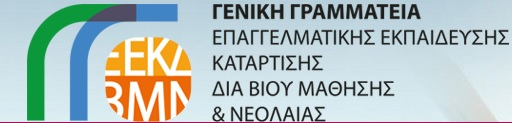 ΓΕΝΙΚΗ ΓΡΑΜΜΑΤΕΙΑ
ΕΠΑΓΓΕΛΜΑΤΙΚΗΣ ΕΚΠΑΙΔΕΥΣΗΣ
ΚΑΤΑΡΤΙΣΗΣ
ΔΙΑ ΒΙΟΥ ΜΑΘΗΣΗΣ
& ΝΕΟΛΑΙΑΣ